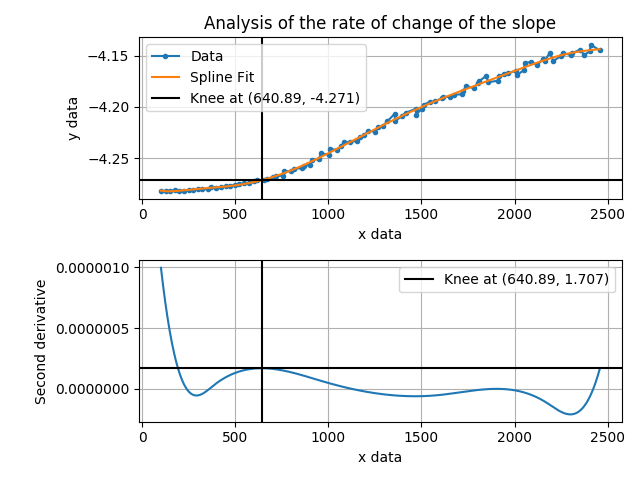 Analysis of the rate of change of the slope
−4.15
−4.20
−4.25
y data
Data
Spline Fit
Knee at (640.89, -4.271)
0
500
1000
1500
2000
2500
x data
0.0000010
0.0000005
0.0000000
Second derivative
Knee at (640.89, 1.707)
0
500
1000
1500
2000
2500
x data